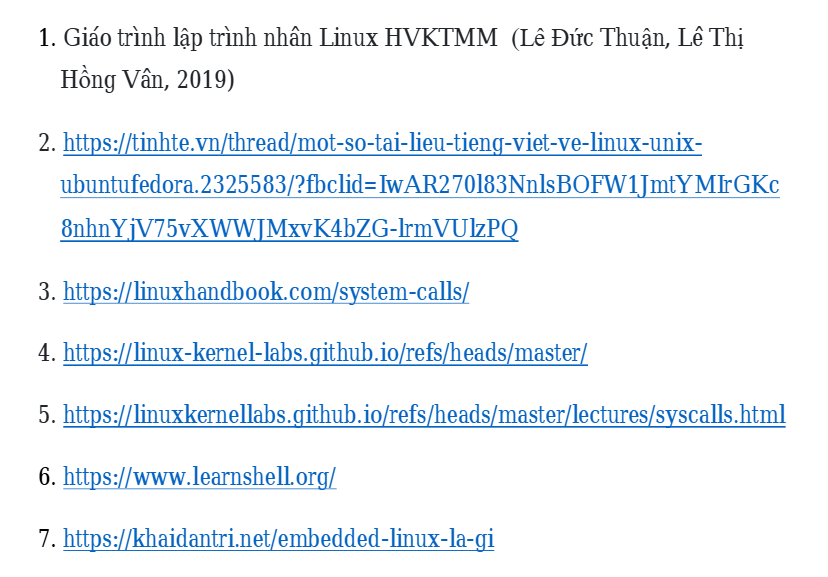 1. Giáo trình lập trình nhân Linux HVKTMM (Lê Đức Thuận, Lê Thị
Hồng Vân, 2019)
2. https://tinhte.vn/thread/mot-so-tai-lieu-tieng-viet-ve-linux-unix-
ubuntufedora.2325583/?fbclid=IwAR270l83NnlsBOFW1JmtYMIrGKc
8nhnYjV75vXWWJMxvK4bZG-lrmVUlzPQ
3. https://linuxhandbook.com/system-calls/
4. https://linux-kernel-labs.github.io/refs/heads/master/
5. https://linuxkernellabs.github.io/refs/heads/master/lectures/syscalls.html
6. https://www.learnshell.org/
7. https://khaidantri.net/embedded-linux-la-gi